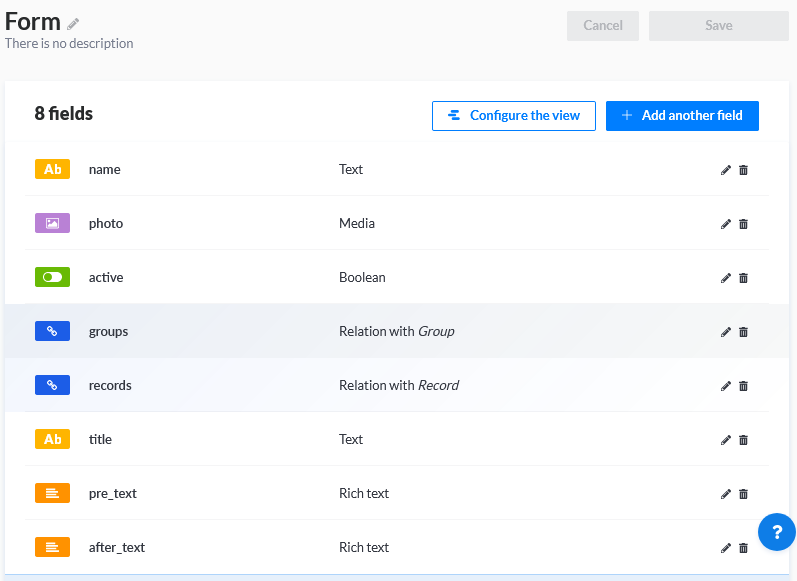 Form
There is no description
Cancel
Save
8 fields
Configure the view
+ Add another field
Ab name Text
photo Media
active Boolean
groups Relation with Group
records Relation with Record
Ab title Text
pre_text Rich text
after_text Rich text
?